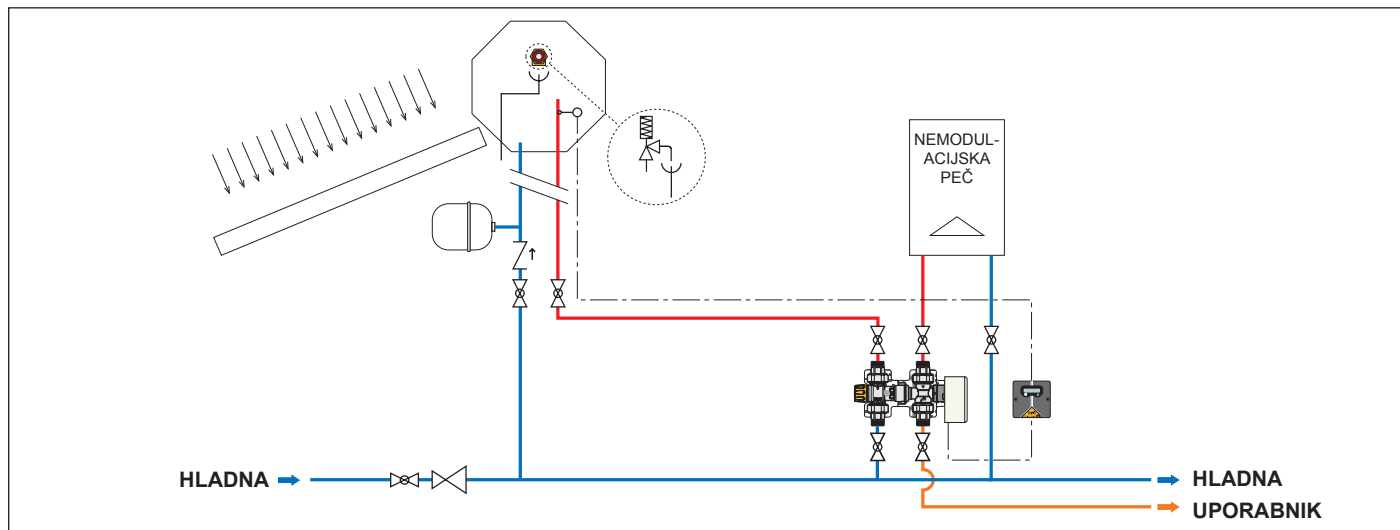 NEMODUL-
ACIJSKA
PEČ
HLADNA
HLADNA
UPORABNIK